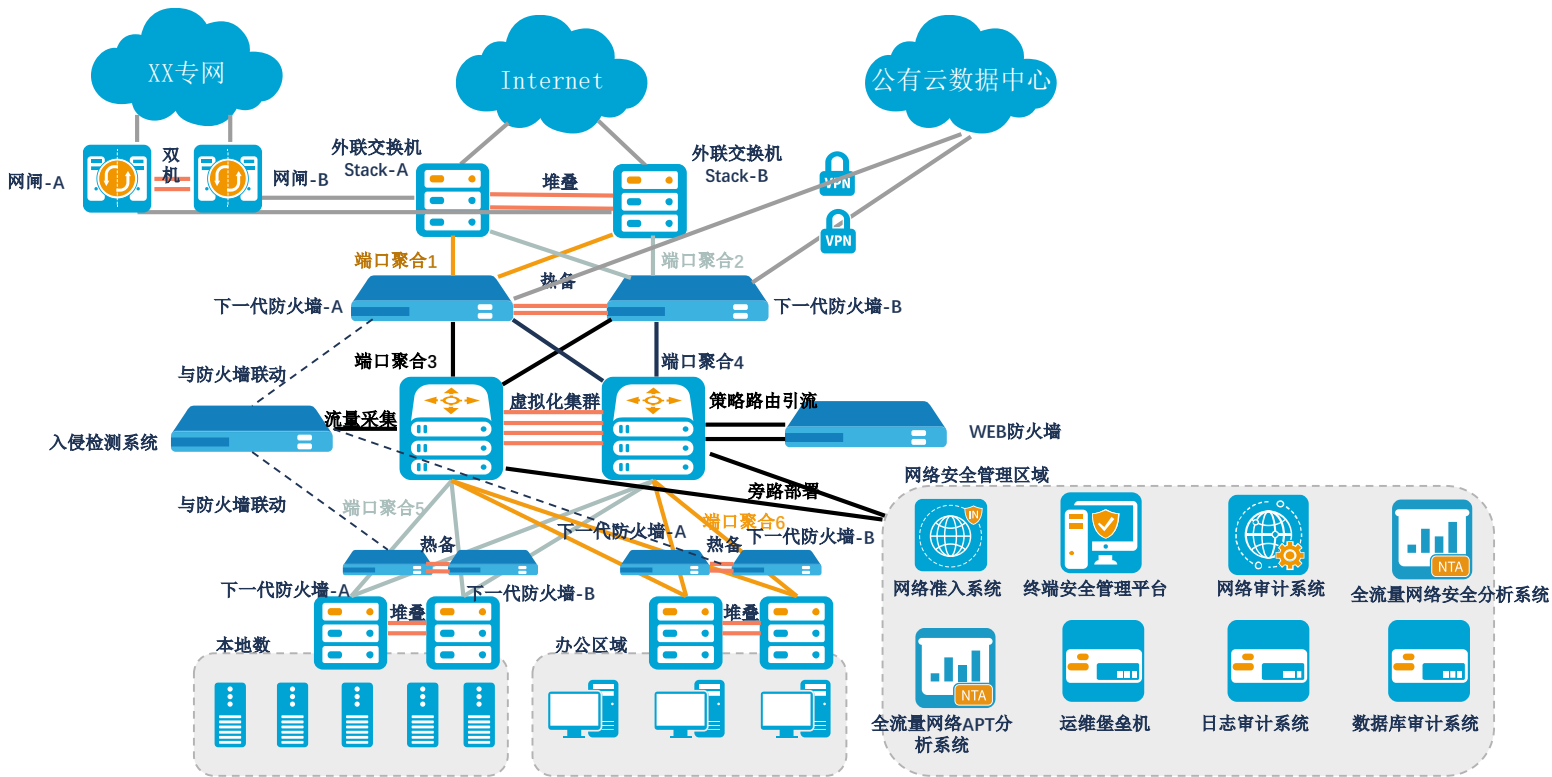 XX专网
Internet
公有云数据中心
网闸-A
双
机
网闸-B
外联交换机
Stack-A
堆叠
外联交换机
Stack-B
VPN
VPN
端口聚合1
端口聚合2
热备
下一代防火墙-A
下一代防火墙-B
端口聚合3
端口聚合4
与防火墙联动
流量采集
虚拟化集群
策略路由引流
入侵检测系统
WEB防火墙
网络安全管理区域
旁路部署
与防火墙联动
端口聚合5
端口聚合6
下一代防火墙-A
下一代防火墙-B
热备
热备
下一代防火墙-A
下一代防火墙-B
堆叠
堆叠
本地数
办公区域
IN
网络准入系统
终端安全管理平台
网络审计系统
NTA
全流量网络安全分析系统
NTA
全流量网络APT分
析系统
运维堡垒机
日志审计系统
数据库审计系统